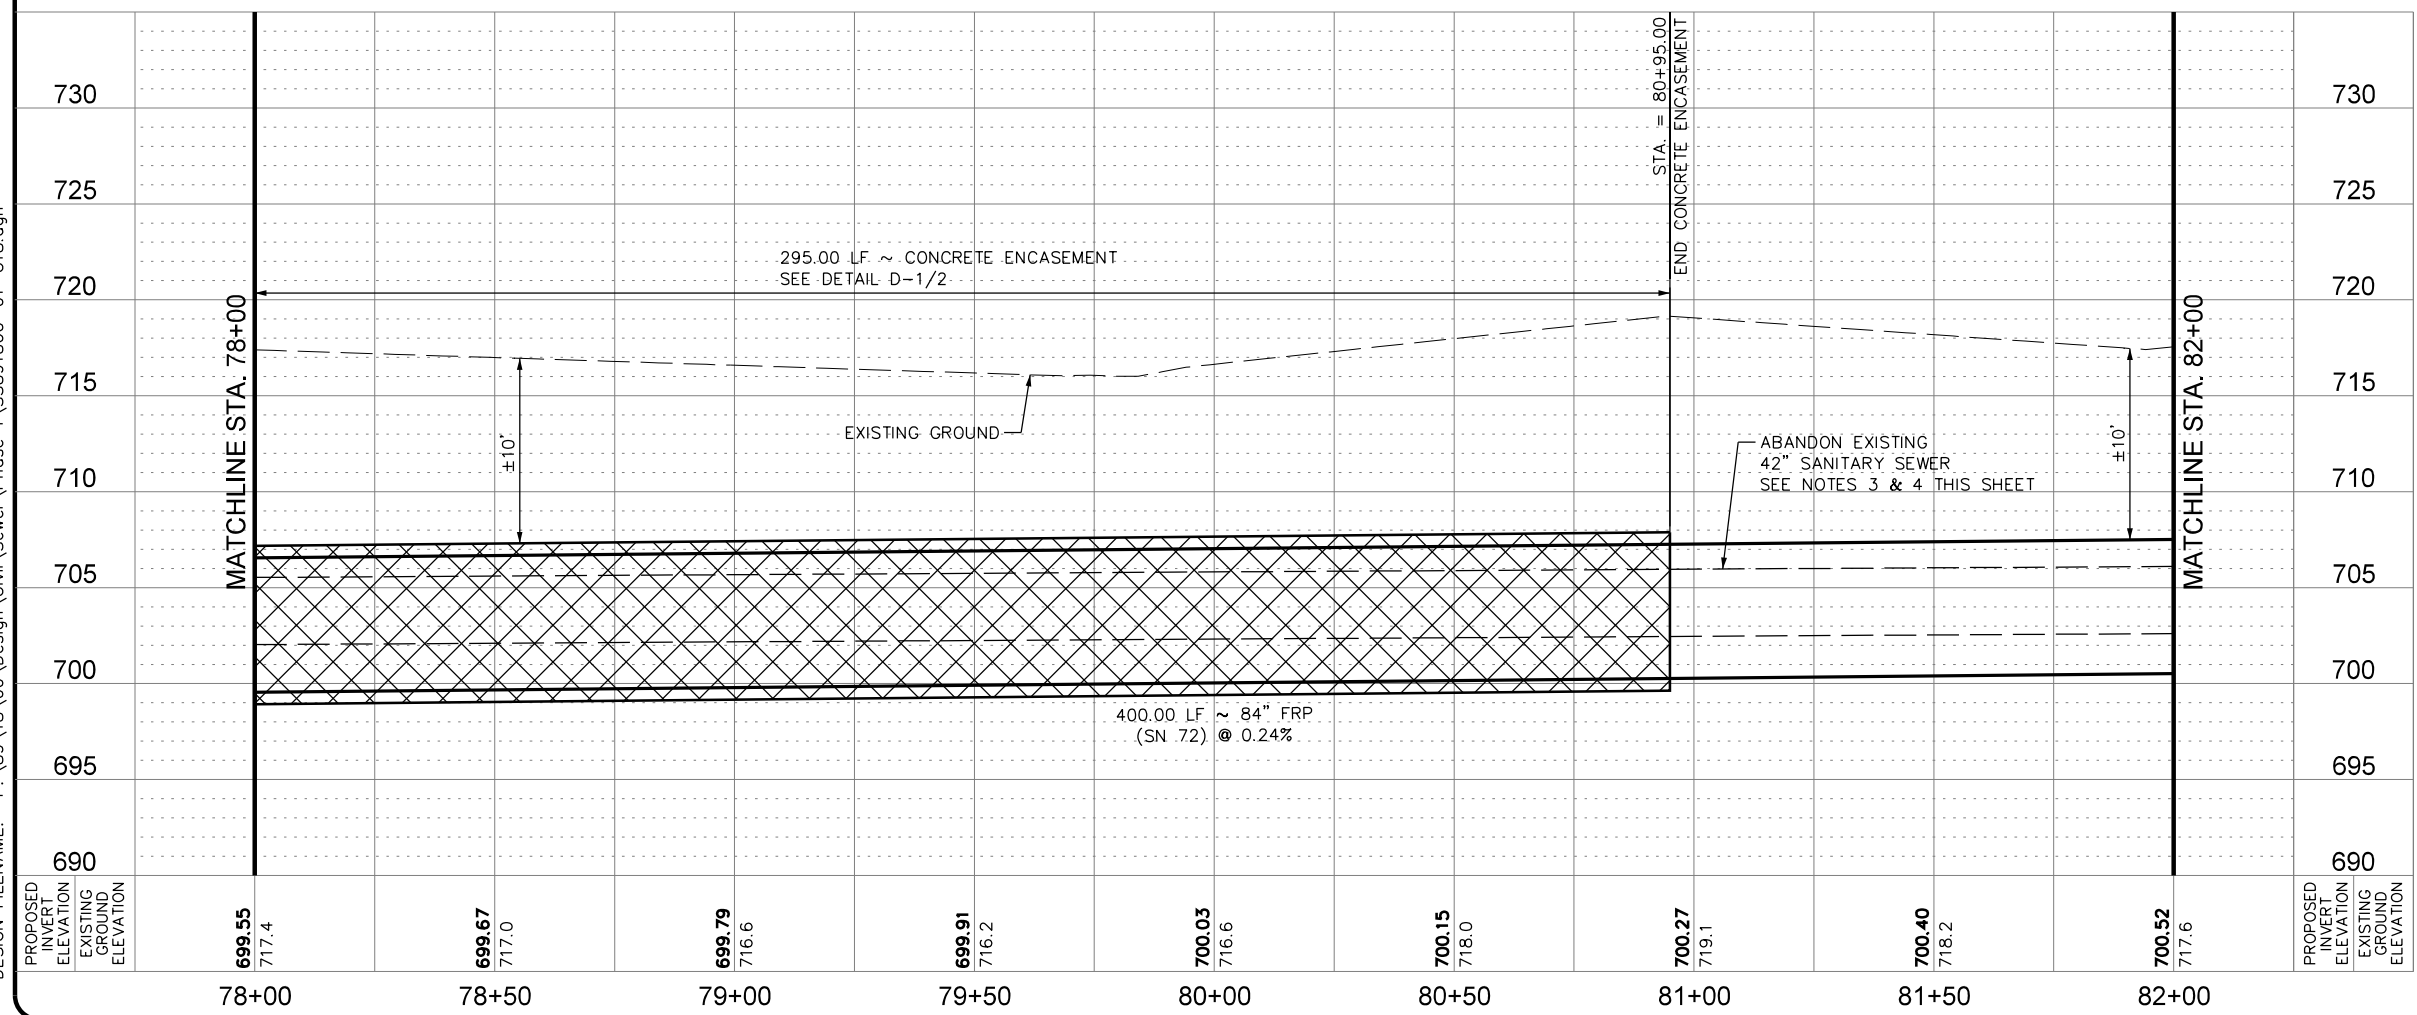 STA. = 80+95.00
END CONCRETE ENCASEMENT
730
730
725
725
295.00 LF ~ CONCRETE ENCASEMENT
SEE DETAIL D-1/2
720
720
MATCHLINE STA. 78+00
MATCHLINE STA. 82+00
715
715
±10'
EXISTING GROUND
±10'
ABANDON EXISTING
42" SANITARY SEWER
SEE NOTES 3 & 4 THIS SHEET
710
710
705
705
700
700
400.00 LF ~ 84" FRP
(SN 72) @ 0.24%
695
695
690
690
PROPOSED
INVERT
ELEVATION
EXISTING
GROUND
ELEVATION
699.55
717.4
699.67
717.0
699.79
716.6
699.91
716.2
700.03
716.6
700.15
718.0
700.27
719.1
700.40
718.2
700.52
717.6
PROPOSED
INVERT
ELEVATION
EXISTING
GROUND
ELEVATION
78+00
78+50
79+00
79+50
80+00
80+50
81+00
81+50
82+00